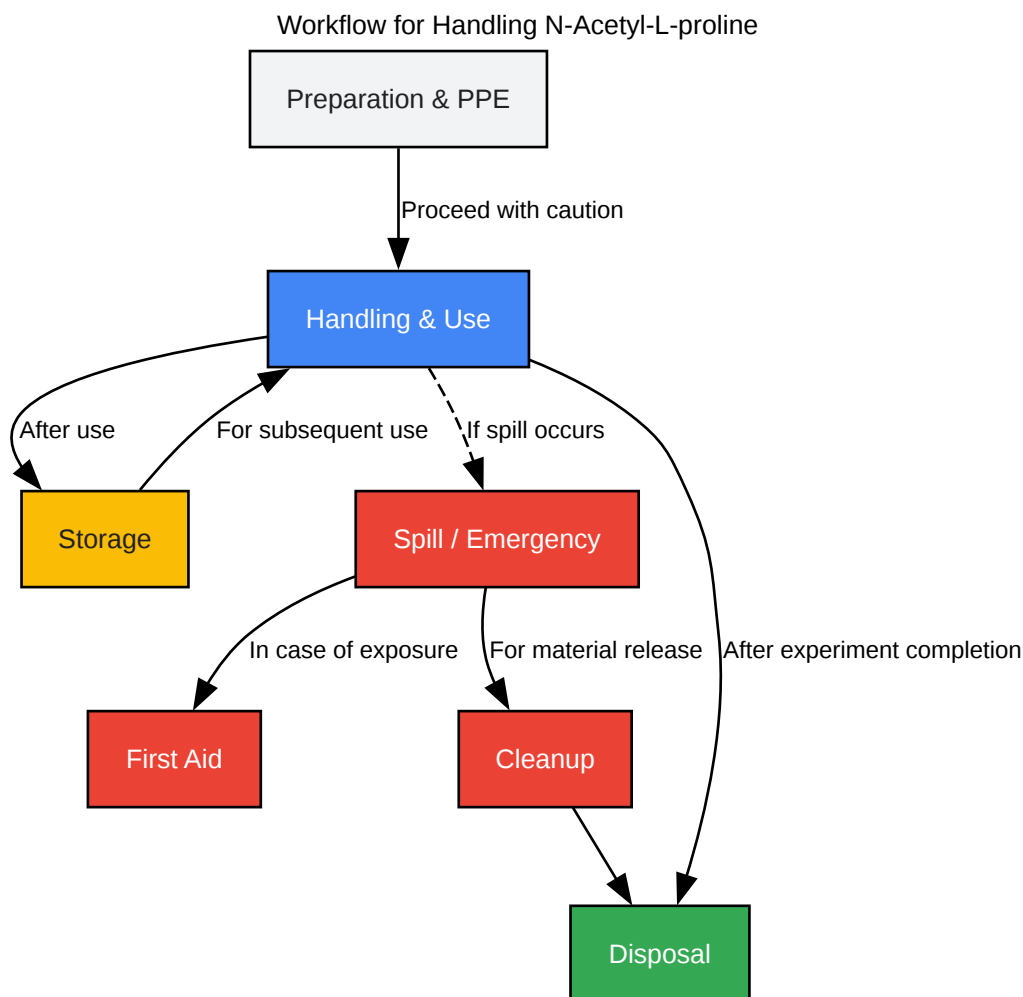 Workflow for Handling N-Acetyl-L-proline
Preparation & PPE
Proceed with caution
Handling & Use
After use
For subsequent use
If spill occurs
Storage
Spill / Emergency
In case of exposure
For material release
After experiment completion
First Aid
Cleanup
Disposal